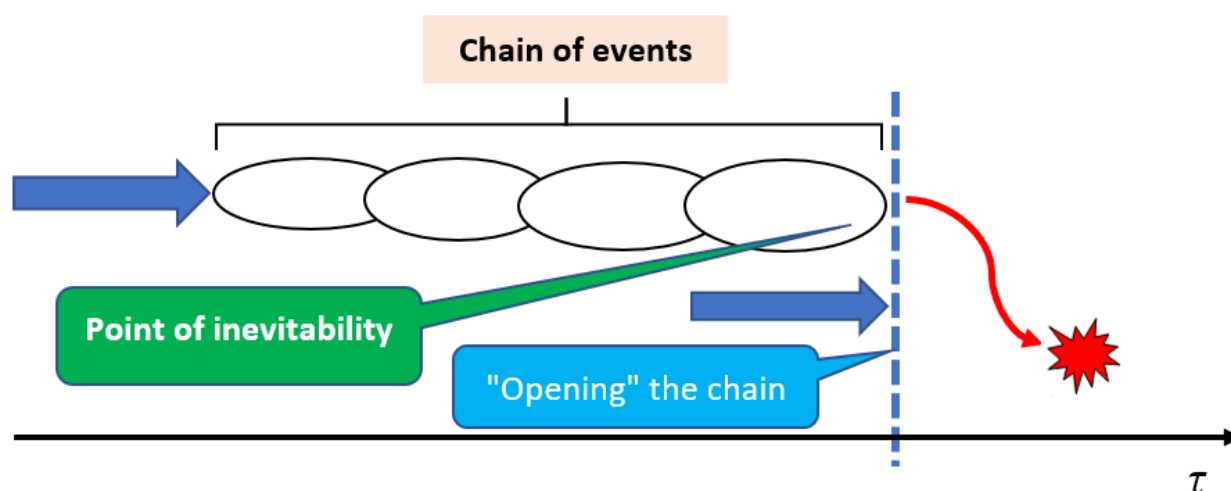 Chain of events
Point of inevitability
"Opening" the chain
τ